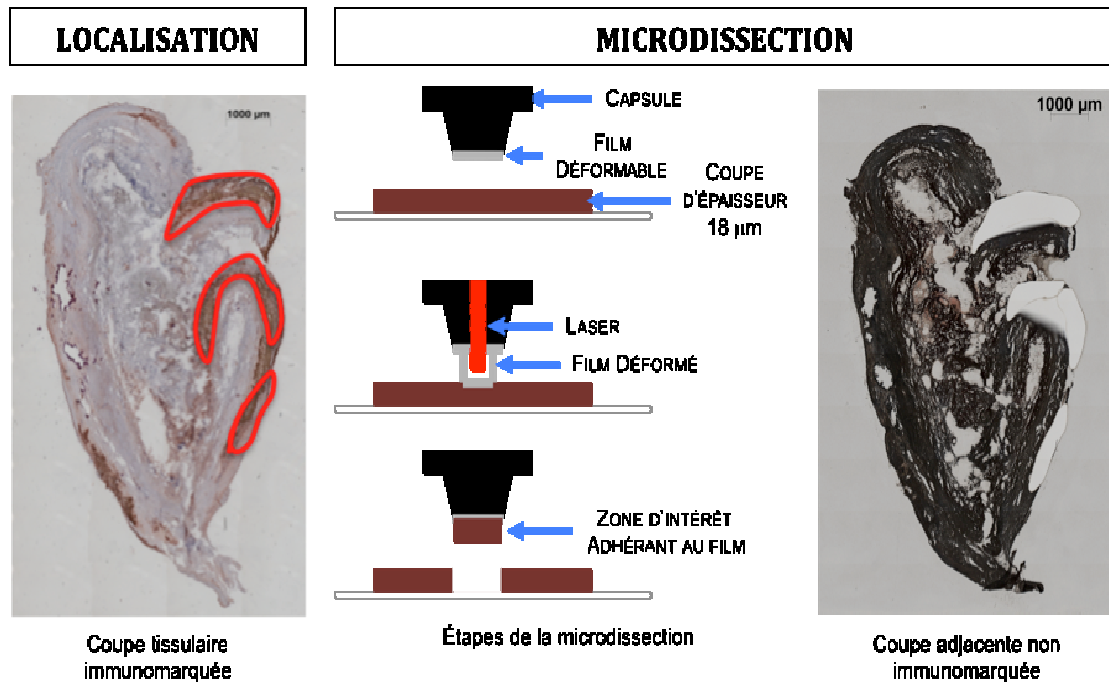 LOCALISATION
MICRODISSECTION
1000 µm
CAPSULE
FILM
DÉFORMABLE
COUPE
D'ÉPAISSEUR
18 µm
LASER
FILM DÉFORMÉ
ZONE D'INTÉRÊT
ADHÉRANT AU FILM
1000 µm
Coupe tissulaire
immunomarquée
Étapes de la microdissection
Coupe adjacente non
immunomarquée